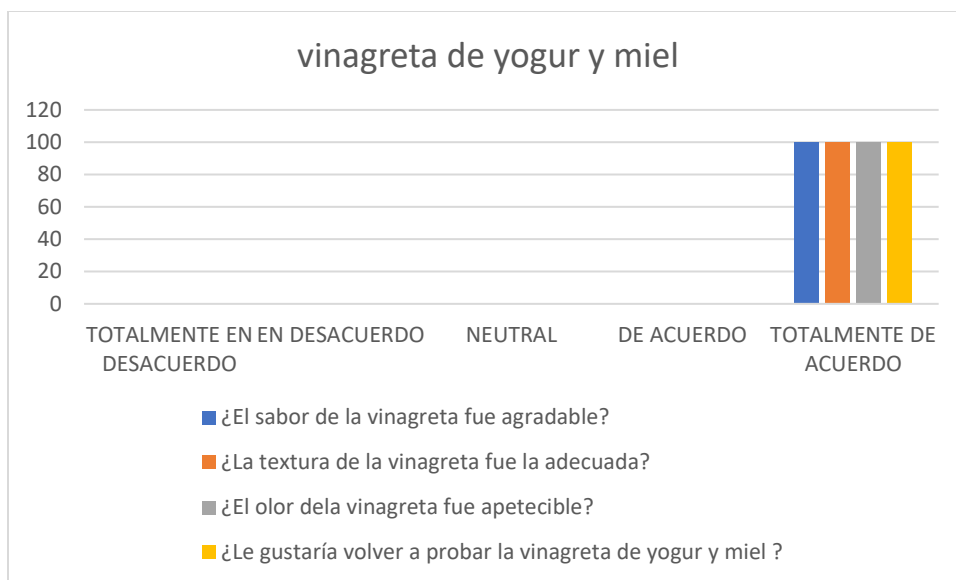 vinagreta de yogur y miel
120
100
80
60
40
20
0
TOTALMENTE EN DESACUERDO
EN DESACUERDO
NEUTRAL
DE ACUERDO
TOTALMENTE DE ACUERDO
¿El sabor de la vinagreta fue agradable?
¿La textura de la vinagreta fue la adecuada?
¿El olor dela vinagreta fue apetecible?
¿Le gustaría volver a probar la vinagreta de yogur y miel ?